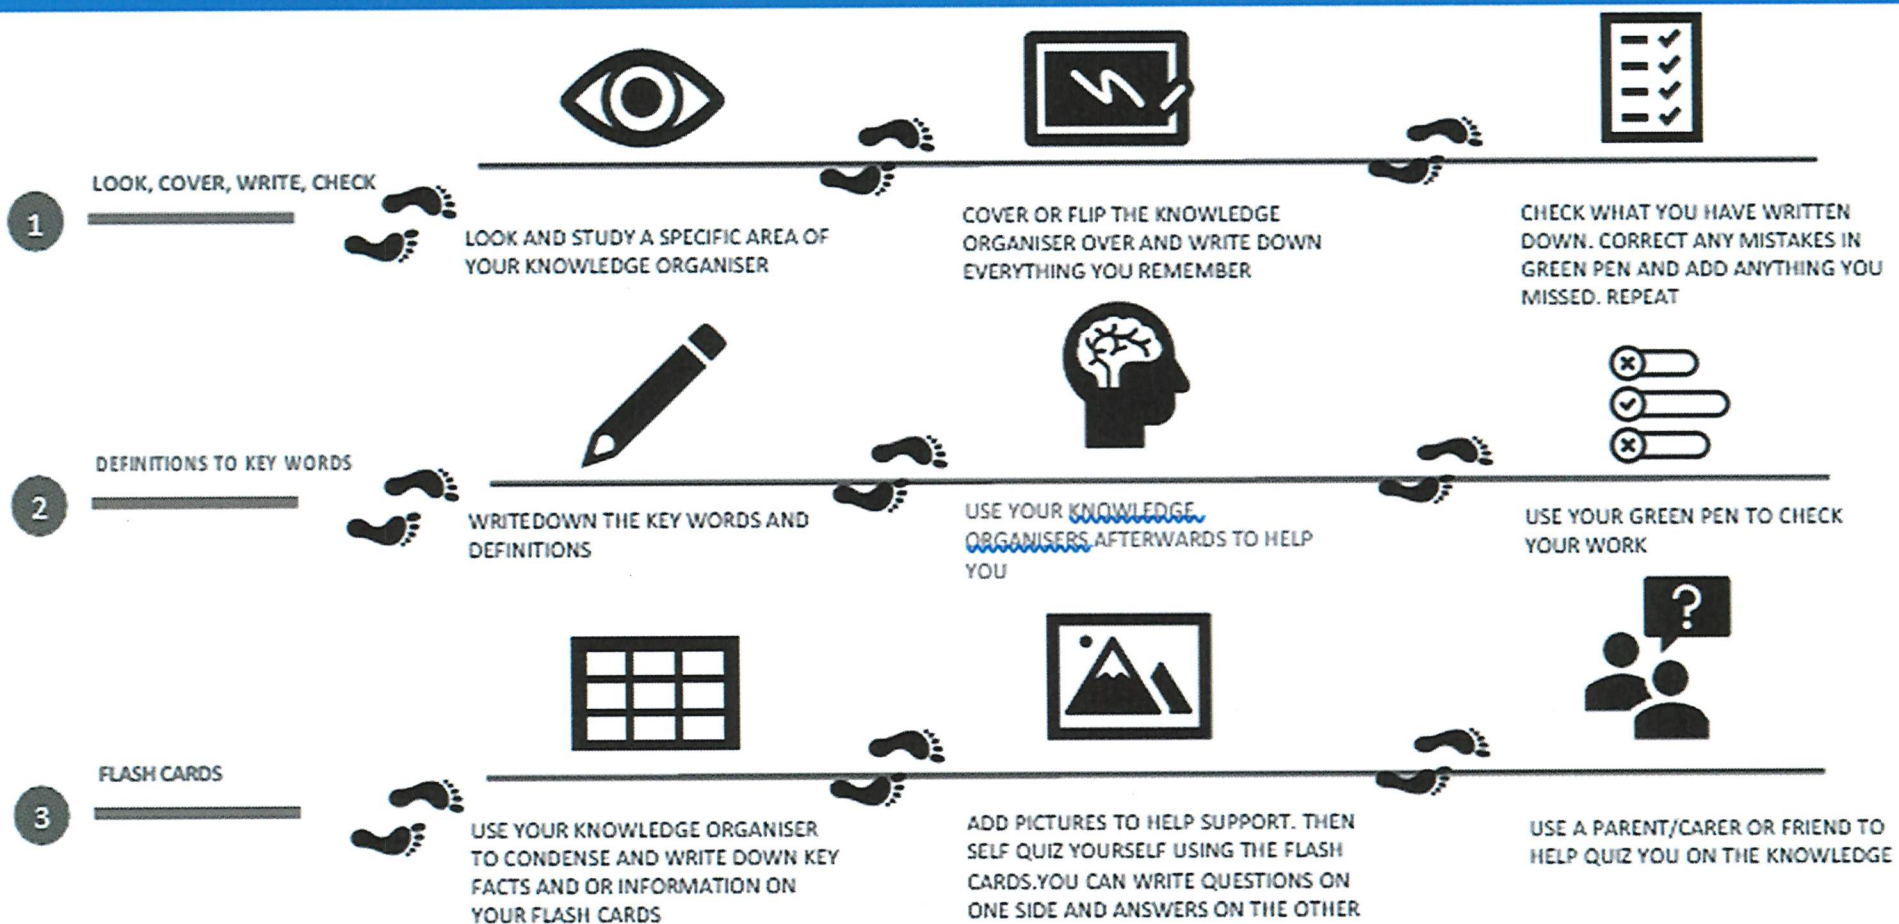 1
LOOK, COVER, WRITE, CHECK
LOOK AND STUDY A SPECIFIC AREA OF
YOUR KNOWLEDGE ORGANISER
COVER OR FLIP THE KNOWLEDGE
ORGANISER OVER AND WRITE DOWN
EVERYTHING YOU REMEMBER
CHECK WHAT YOU HAVE WRITTEN
DOWN. CORRECT ANY MISTAKES IN
GREEN PEN AND ADD ANYTHING YOU
MISSED. REPEAT
2
DEFINITIONS TO KEY WORDS
WRITEDOWN THE KEY WORDS AND
DEFINITIONS
USE YOUR KNOWLEDGE
ORGANISERS AFTERWARDS TO HELP
YOU
USE YOUR GREEN PEN TO CHECK
YOUR WORK
?
3
FLASH CARDS
USE YOUR KNOWLEDGE ORGANISER
TO CONDENSE AND WRITE DOWN KEY
FACTS AND OR INFORMATION ON
YOUR FLASH CARDS
ADD PICTURES TO HELP SUPPORT. THEN
SELF QUIZ YOURSELF USING THE FLASH
CARDS.YOU CAN WRITE QUESTIONS ON
ONE SIDE AND ANSWERS ON THE OTHER
USE A PARENT/CARER OR FRIEND TO
HELP QUIZ YOU ON THE KNOWLEDGE